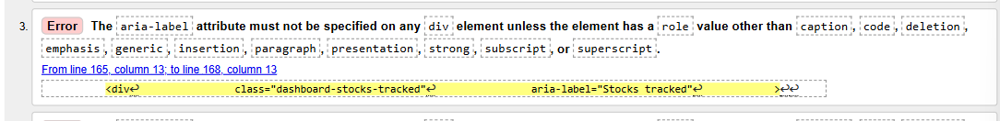 3. Error The aria-label attribute must not be specified on any div element unless the element has a role value other than caption, code, deletion,
emphasis, generic, insertion, paragraph, presentation, strong, subscript, or superscript.
From line 165, column 13; to line 168, column 13
<div↩ class="dashboard-stocks-tracked"↩ aria-label="Stocks tracked"↩ >↩↩